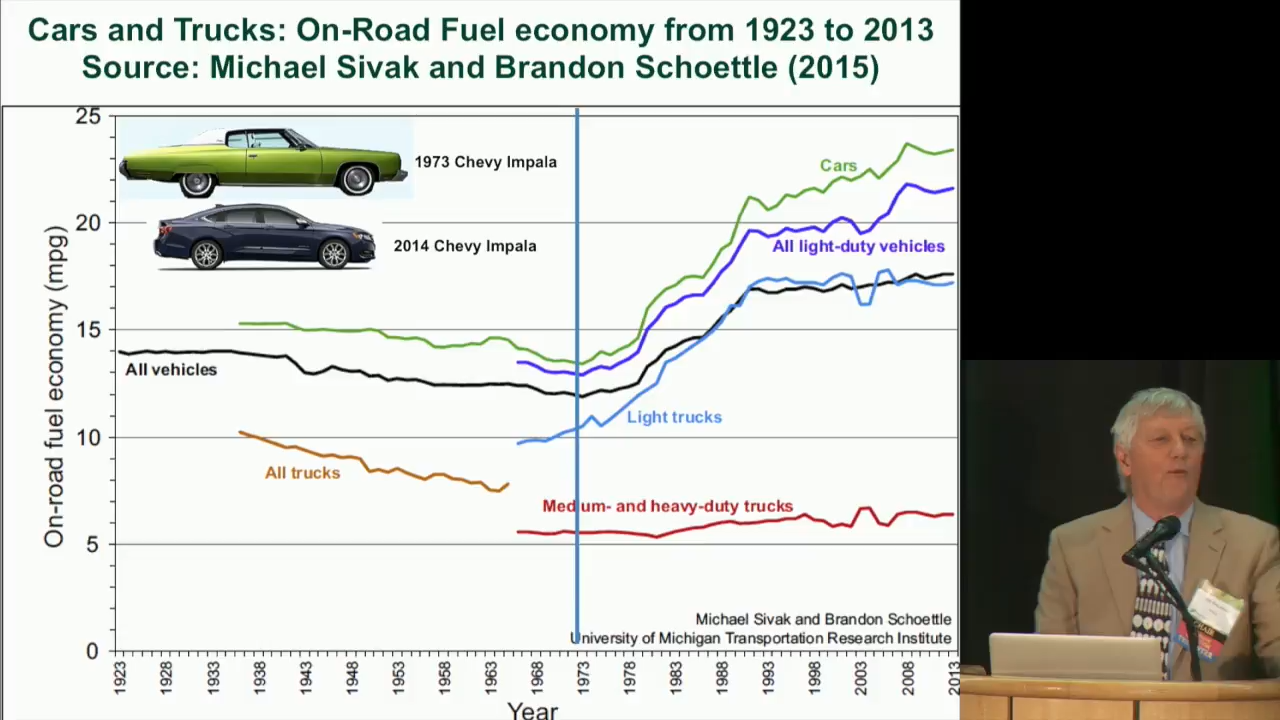 Cars and Trucks: On-Road Fuel economy from 1923 to 2013
Source: Michael Sivak and Brandon Schoettle (2015)
25
20
15
10
5
0
On-road fuel economy (mpg)
1973 Chevy Impala
2014 Chevy Impala
Cars
All light-duty vehicles
All vehicles
Light trucks
All trucks
Medium- and heavy-duty trucks
Michael Sivak and Brandon Schoettle
University of Michigan Transportation Research Institute
1923
1928
1933
1938
1943
1948
1953
1958
1963
1968
1973
1978
1983
1988
1993
1998
2003
2008
2013
Year